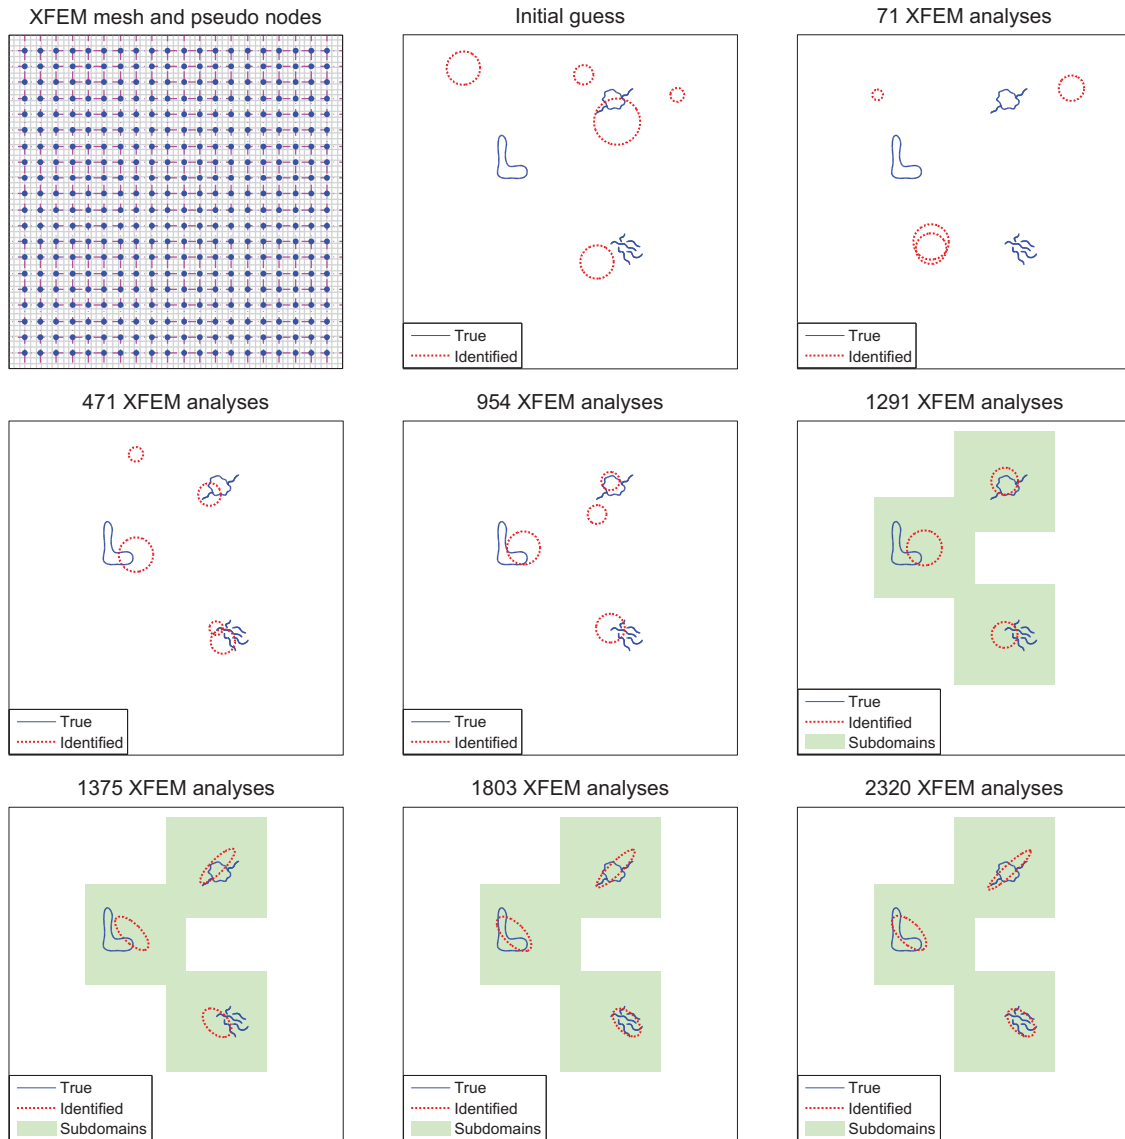 XFEM mesh and pseudo nodes
Initial guess
71 XFEM analyses
True
Identified
True
Identified
471 XFEM analyses
954 XFEM analyses
1291 XFEM analyses
True
Identified
True
Identified
True
Identified
Subdomains
1375 XFEM analyses
1803 XFEM analyses
2320 XFEM analyses
True
Identified
Subdomains
True
Identified
Subdomains
True
Identified
Subdomains